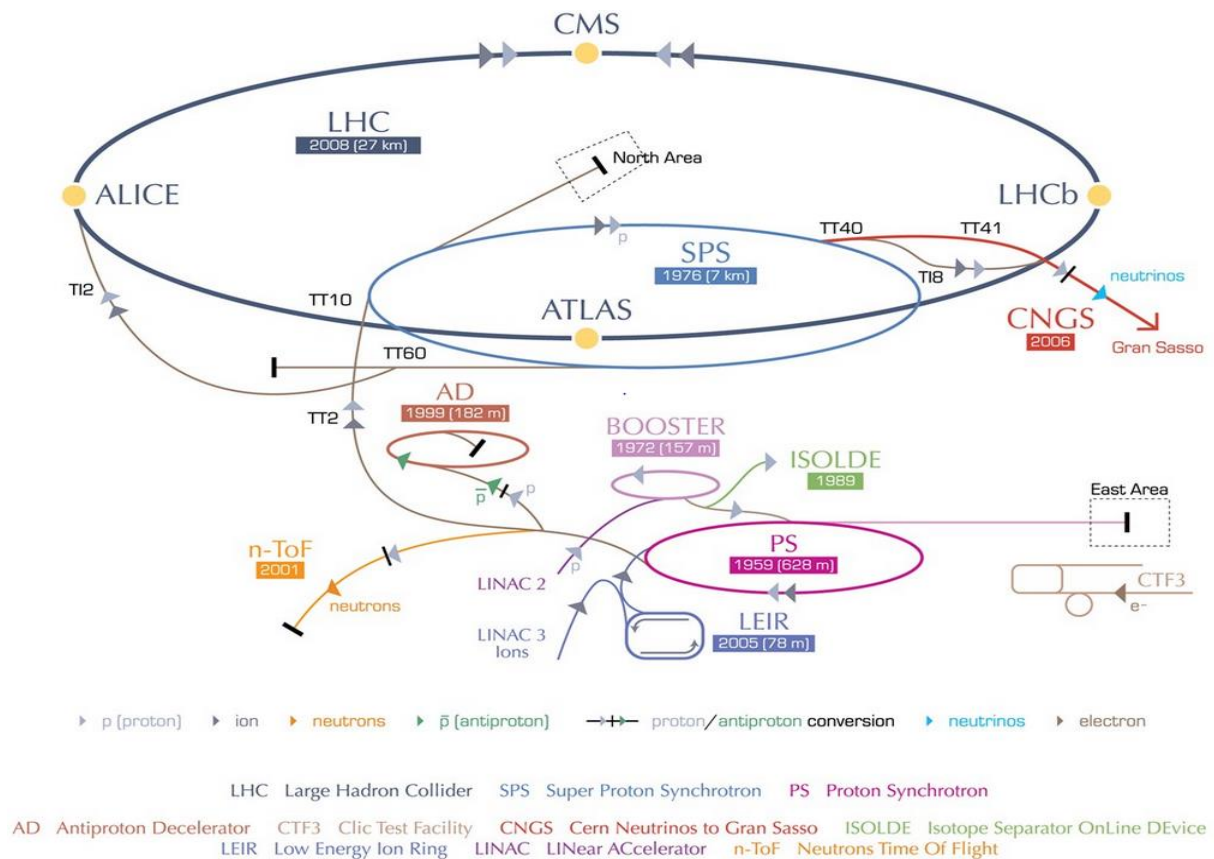 CMS
LHC
2008 (27 km)
North Area
ALICE
LHCb
TT40
TT41
p
SPS
1976 (7 km)
TI8
neutrinos
TI2
TT10
ATLAS
CNGS
2006
Gran Sasso
TT60
AD
1999 (182 m)
TT2
BOOSTER
1972 (157 m)
ISOLDE
1989
p̅
p
East Area
n-ToF
2001
PS
1959 (628 m)
p
LINAC 2
neutrons
CTF3
e-
LEIR
2005 (78 m)
LINAC 3
Ions
p (proton) ion neutrons p̅ (antiproton) proton/antiproton conversion neutrinos electron
LHC Large Hadron Collider SPS Super Proton Synchrotron PS Proton Synchrotron
AD Antiproton Decelerator CTF3 Clic Test Facility CNGS Cern Neutrinos to Gran Sasso ISOLDE Isotope Separator OnLine DEvice
LEIR Low Energy Ion Ring LINAC LINear ACcelerator n-ToF Neutrons Time Of Flight